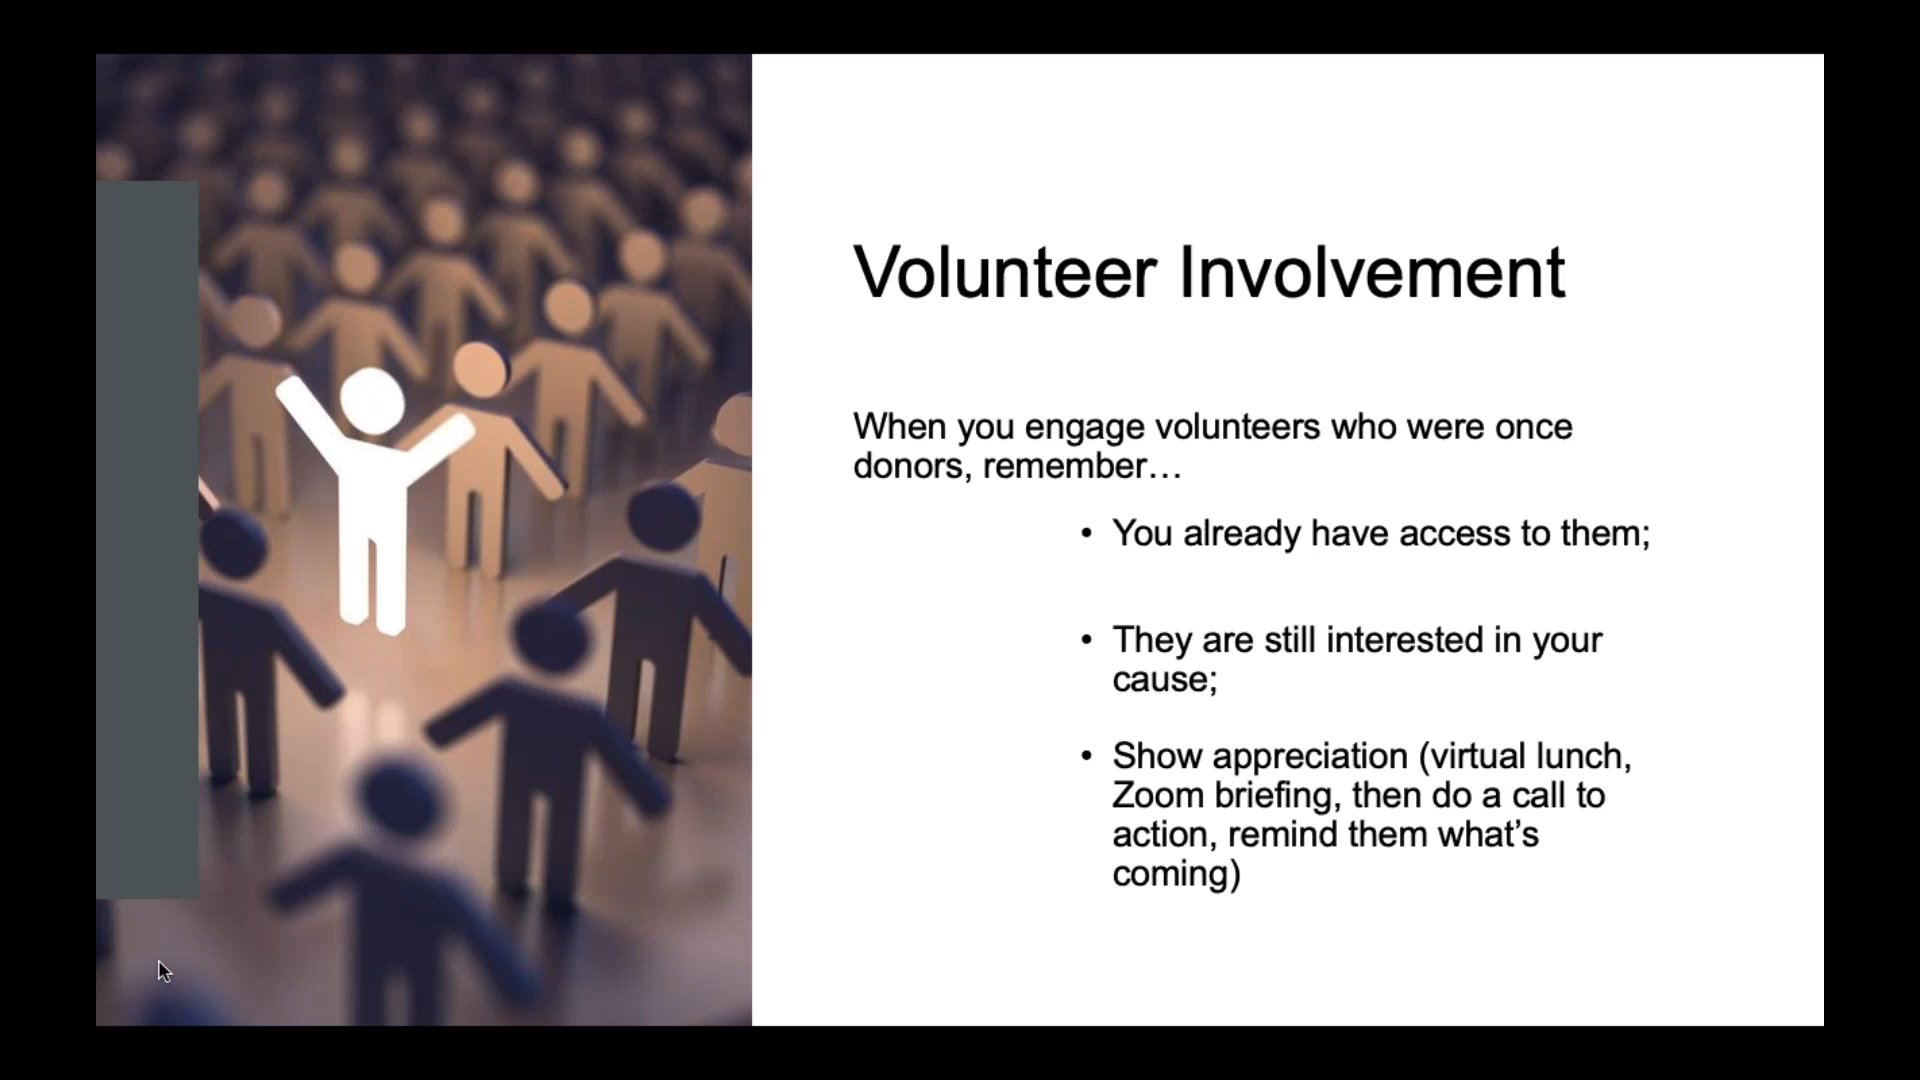 Volunteer Involvement
When you engage volunteers who were once
donors, remember…
• You already have access to them;
• They are still interested in your
cause;
• Show appreciation (virtual lunch,
Zoom briefing, then do a call to
action, remind them what’s
coming)